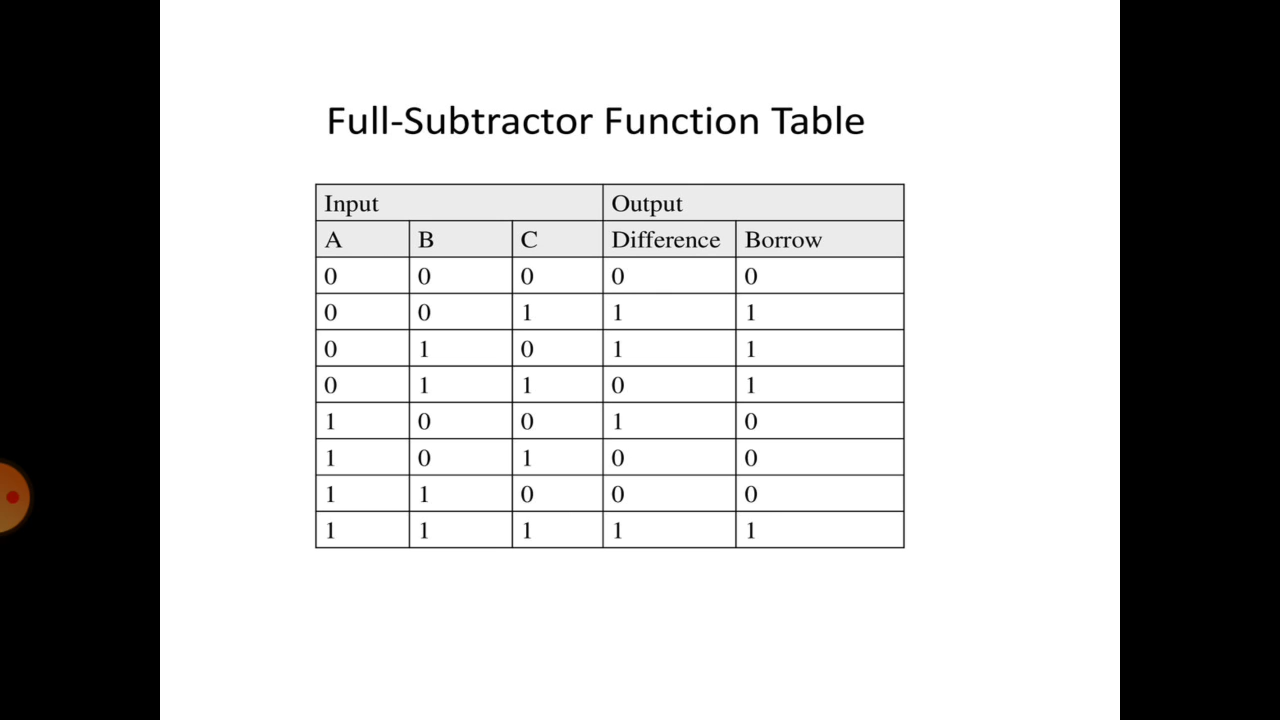 Full-Subtractor Function Table
Input Output
A B C Difference Borrow
0 0 0 0 0
0 0 1 1 1
0 1 0 1 1
0 1 1 0 1
1 0 0 1 0
1 0 1 0 0
1 1 0 0 0
1 1 1 1 1